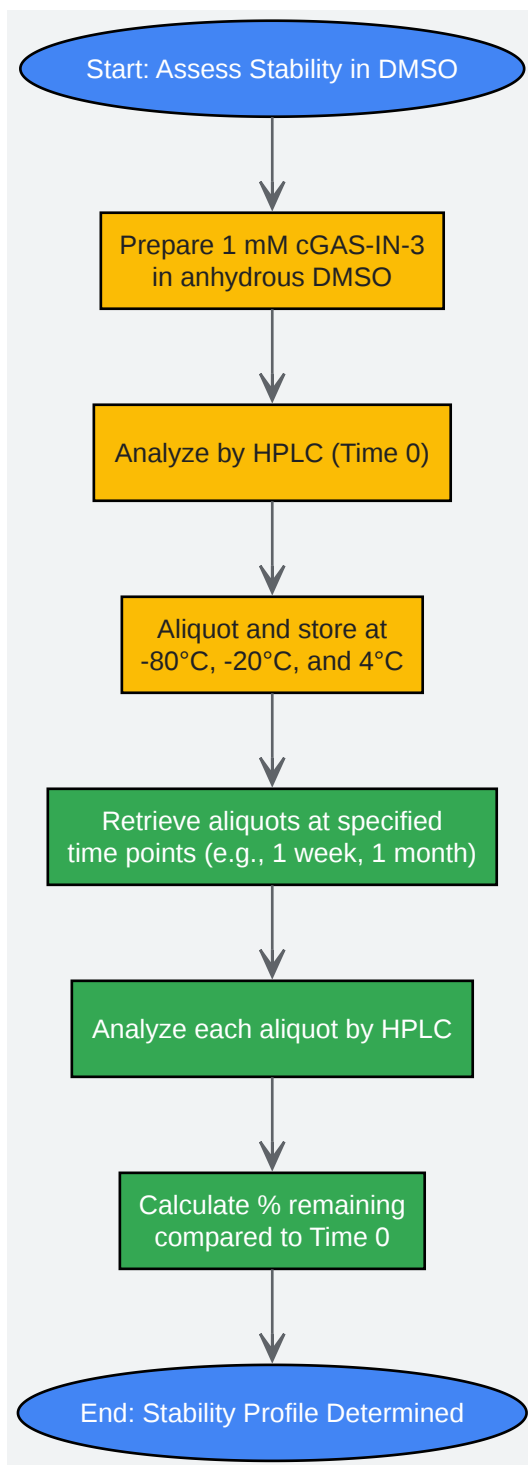 Start: Assess Stability in DMSO
Prepare 1 mM cGAS-IN-3
in anhydrous DMSO
Analyze by HPLC (Time 0)
Aliquot and store at
-80°C, -20°C, and 4°C
Retrieve aliquots at specified
time points (e.g., 1 week, 1 month)
Analyze each aliquot by HPLC
Calculate % remaining
compared to Time 0
End: Stability Profile Determined